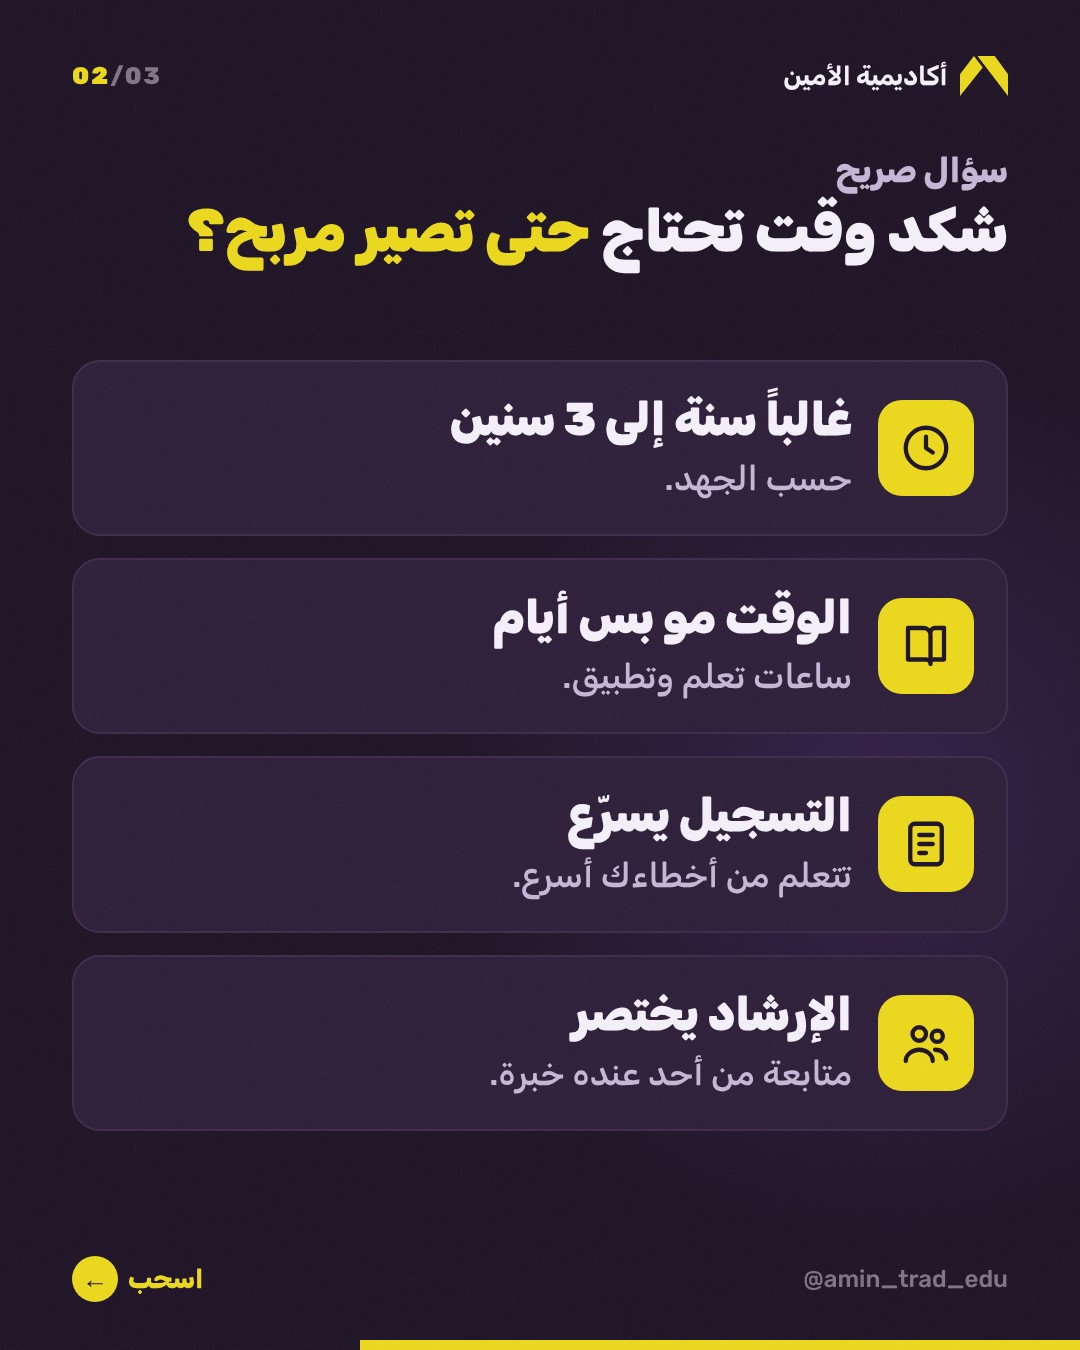 أكاديمية الأمين
02/03
سؤال صريح
شكد وقت تحتاج حتى تصير مربح؟
غالباً سنة إلى 3 سنين
حسب الجهد.
الوقت مو بس أيام
ساعات تعلم وتطبيق.
التسجيل يسرّع
تتعلم من أخطاءك أسرع.
الإرشاد يختصر
متابعة من أحد عنده خبرة.
@amin_trad_edu
اسحب ←